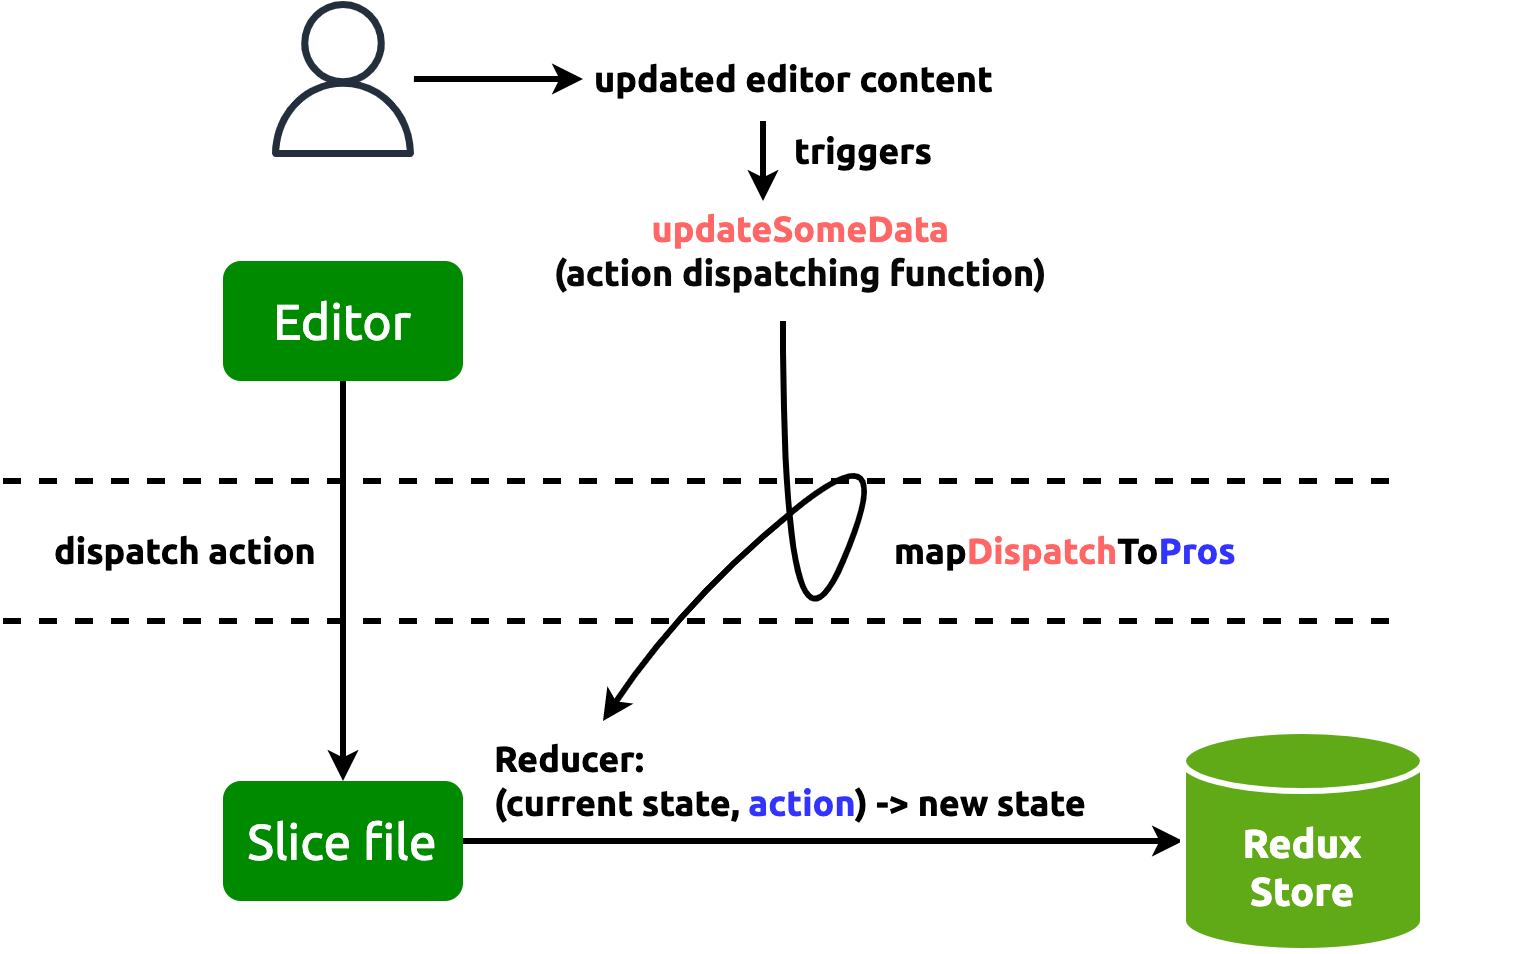 updated editor content
triggers
updateSomeData
(action dispatching function)
Editor
dispatch action
mapDispatchToPros
Reducer:
(current state, action) -> new state
Slice file
Redux
Store